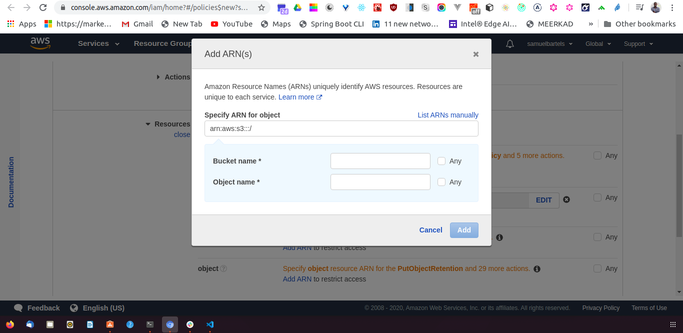 console.aws.amazon.com/iam/home?#/policies$new?s...
Apps
https://marke...
Gmail
New Tab
YouTube
Maps
Spring Boot CLI
11 new netwo...
Intel® Edge AI...
MEERKAD
»
Other bookmarks
aws
Services
Resource Group
samuelbartels
Global
Support
Add ARN(s)
Actions
Amazon Resource Names (ARNs) uniquely identify AWS resources. Resources are
unique to each service. Learn more
Specify ARN for object
List ARNs manually
Resources
close
arn:aws:s3:::/
Documentation
icy and 5 more actions.
Any
Bucket name *
Any
Object name *
Any
Any
EDIT
Cancel
Add
Any
Add ARN to restrict access
object
Specify object resource ARN for the PutObjectRetention and 29 more actions.
Any
Add ARN to restrict access
Feedback
English (US)
© 2008 - 2020, Amazon Web Services, Inc. or its affiliates. All rights reserved.
Privacy Policy
Terms of Use